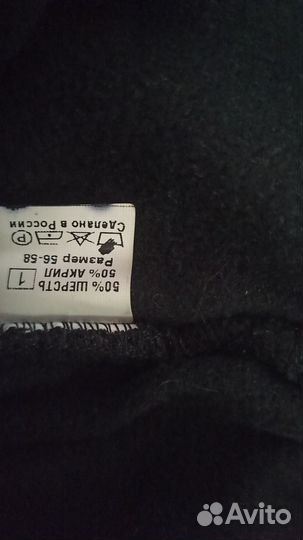 50% ШЕРСТЬ
50% АКРИЛ
1
Размер 56-58
P
Сделано в России
Avito